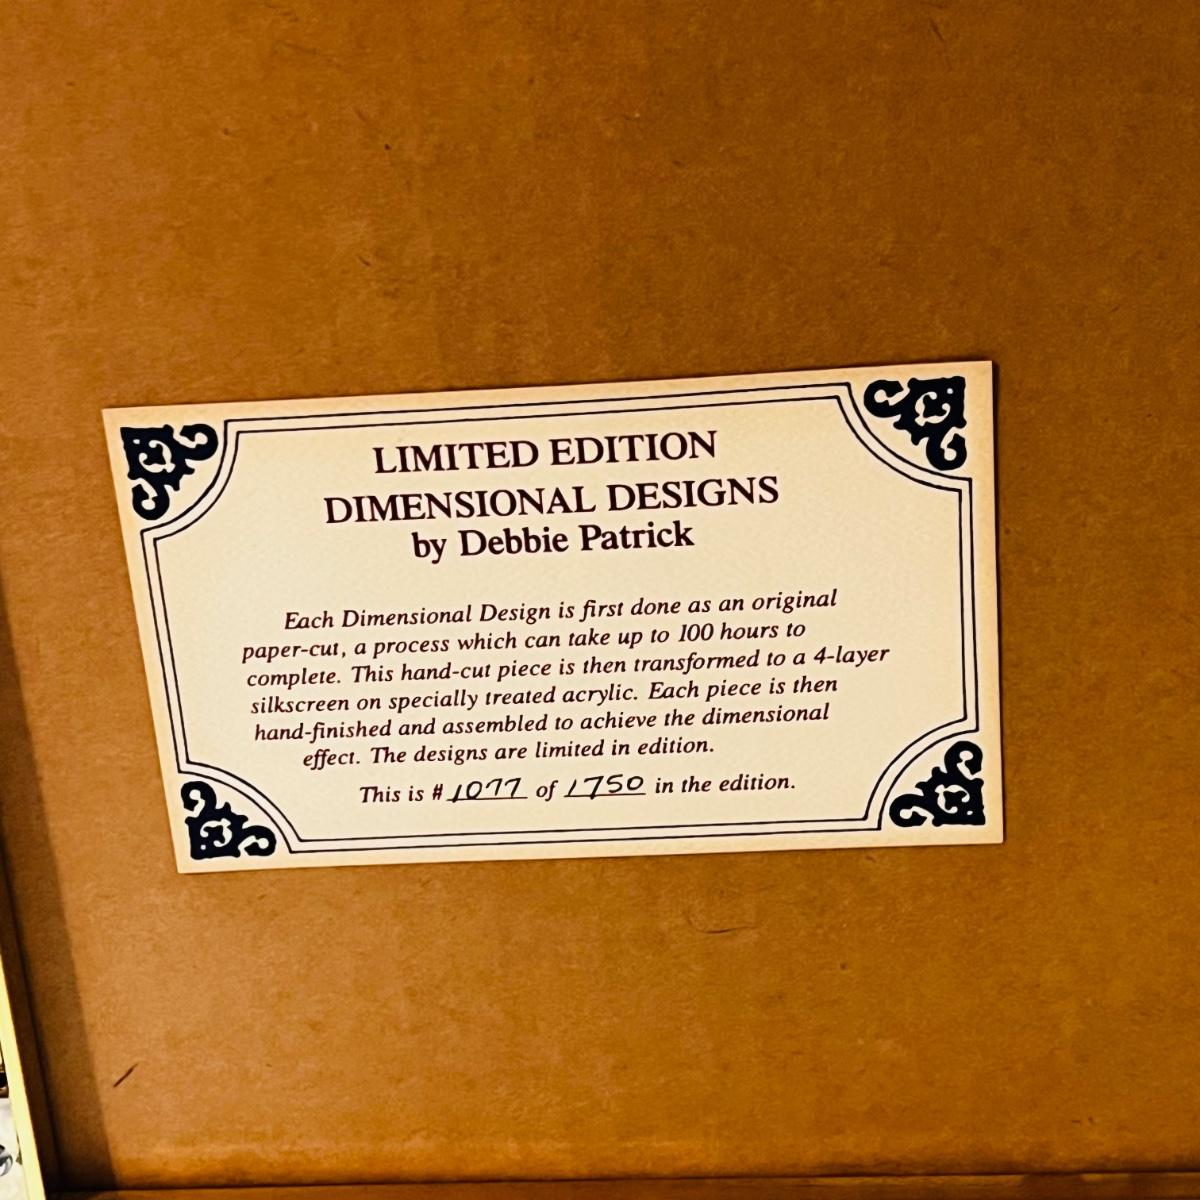 LIMITED EDITION
DIMENSIONAL DESIGNS
by Debbie Patrick
Each Dimensional Design is first done as an original
paper-cut, a process which can take up to 100 hours to
complete. This hand-cut piece is then transformed to a 4-layer
silkscreen on specially treated acrylic. Each piece is then
hand-finished and assembled to achieve the dimensional
effect. The designs are limited in edition.
This is # 1077 of 1750 in the edition.